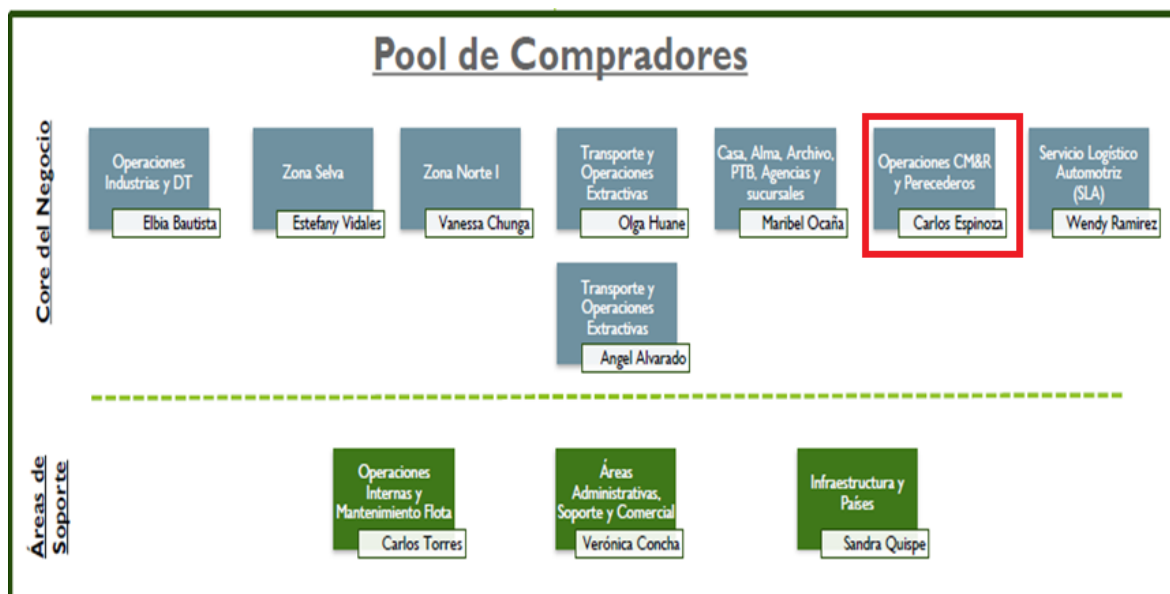 Pool de Compradores
Core del Negocio
Operaciones
Industrias y DT
Elbia Bautista
Zona Selva
Estefany Vidales
Zona Norte I
Vanessa Chunga
Transporte y
Operaciones
Extractivas
Olga Huane
Casa, Alma, Archivo,
PTB, Agencias y
sucursales
Maribel Ocaña
Operaciones CM&R
y Perecederos
Carlos Espinoza
Servicio Logístico
Automotriz
(SLA)
Wendy Ramirez
Transporte y
Operaciones
Extractivas
Angel Alvarado
Áreas de
Soporte
Operaciones
Internas y
Mantenimiento Flota
Carlos Torres
Áreas
Administrativas,
Soporte y Comercial
Verónica Concha
Infraestructura y
Países
Sandra Quispe